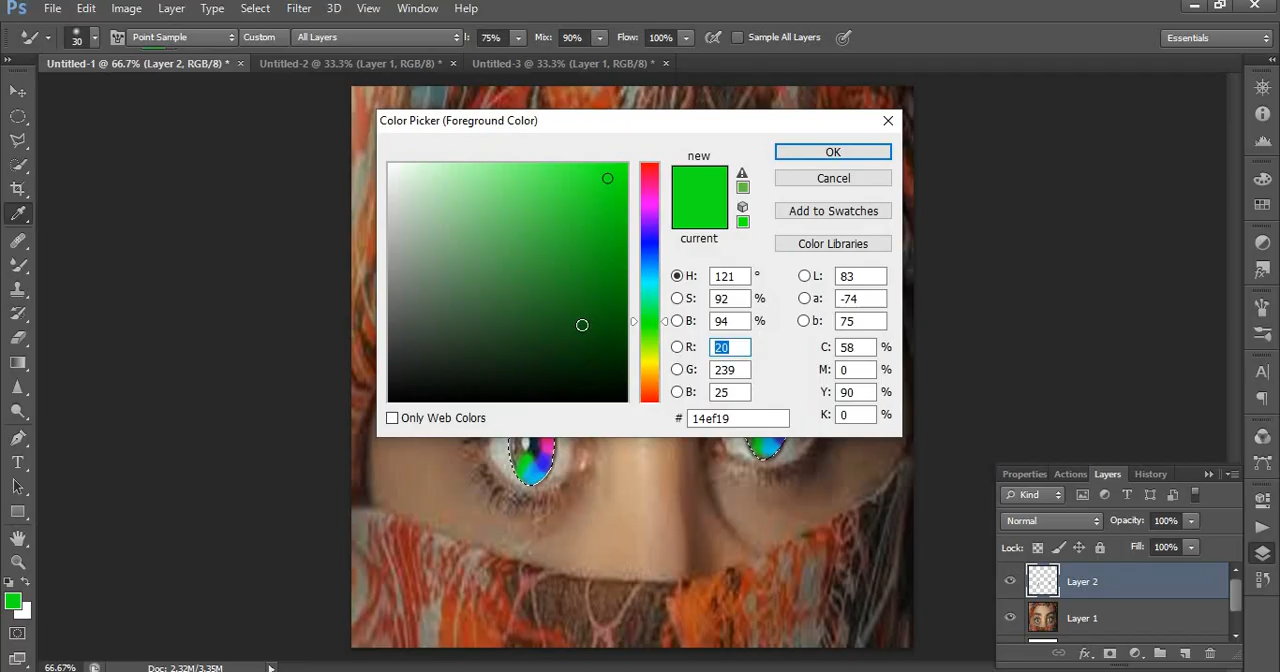 Ps File Edit Image Layer Type Select Filter 3D View Window Help
30 Point Sample Custom All Layers I: 75% Mix: 90% Flow: 100% Sample All Layers Essentials
Untitled-1 @ 66.7% (Layer 2, RGB/8) * × Untitled-2 @ 33.3% (Layer 1, RGB/8) * × Untitled-3 @ 33.3% (Layer 1, RGB/8) * ×
Color Picker (Foreground Color)
new
OK
Cancel
current
Add to Swatches
Color Libraries
H: 121 ° L: 83
S: 92 % a: -74
B: 94 % b: 75
R: 20 C: 58 %
G: 239 M: 0 %
B: 25 Y: 90 %
# 14ef19 K: 0 %
Only Web Colors
Properties Actions Layers History
Kind
Normal Opacity: 100%
Lock: Fill: 100%
Layer 2
Layer 1
66.67% Doc: 2.32M/3.35M